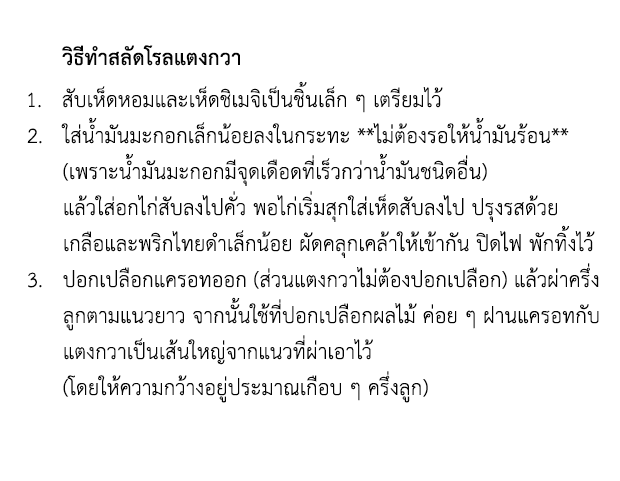 วิธีทำสลัดโรลแตงกวา
1. สับเห็ดหอมและเห็ดชิเมจิเป็นชิ้นเล็ก ๆ เตรียมไว้
2. ใส่น้ำมันมะกอกเล็กน้อยลงในกระทะ **ไม่ต้องรอให้น้ำมันร้อน**
(เพราะน้ำมันมะกอกมีจุดเดือดที่เร็วกว่าน้ำมันชนิดอื่น)
แล้วใส่อกไก่สับลงไปคั่ว พอไก่เริ่มสุกใส่เห็ดสับลงไป ปรุงรสด้วย
เกลือและพริกไทยดำเล็กน้อย ผัดคลุกเคล้าให้เข้ากัน ปิดไฟ พักทิ้งไว้
3. ปอกเปลือกแครอทออก (ส่วนแตงกวาไม่ต้องปอกเปลือก) แล้วผ่าครึ่ง
ลูกตามแนวยาว จากนั้นใช้ที่ปอกเปลือกผลไม้ ค่อย ๆ ฝานแครอทกับ
แตงกวาเป็นเส้นใหญ่จากแนวที่ผ่าเอาไว้
(โดยให้ความกว้างอยู่ประมาณเกือบ ๆ ครึ่งลูก)